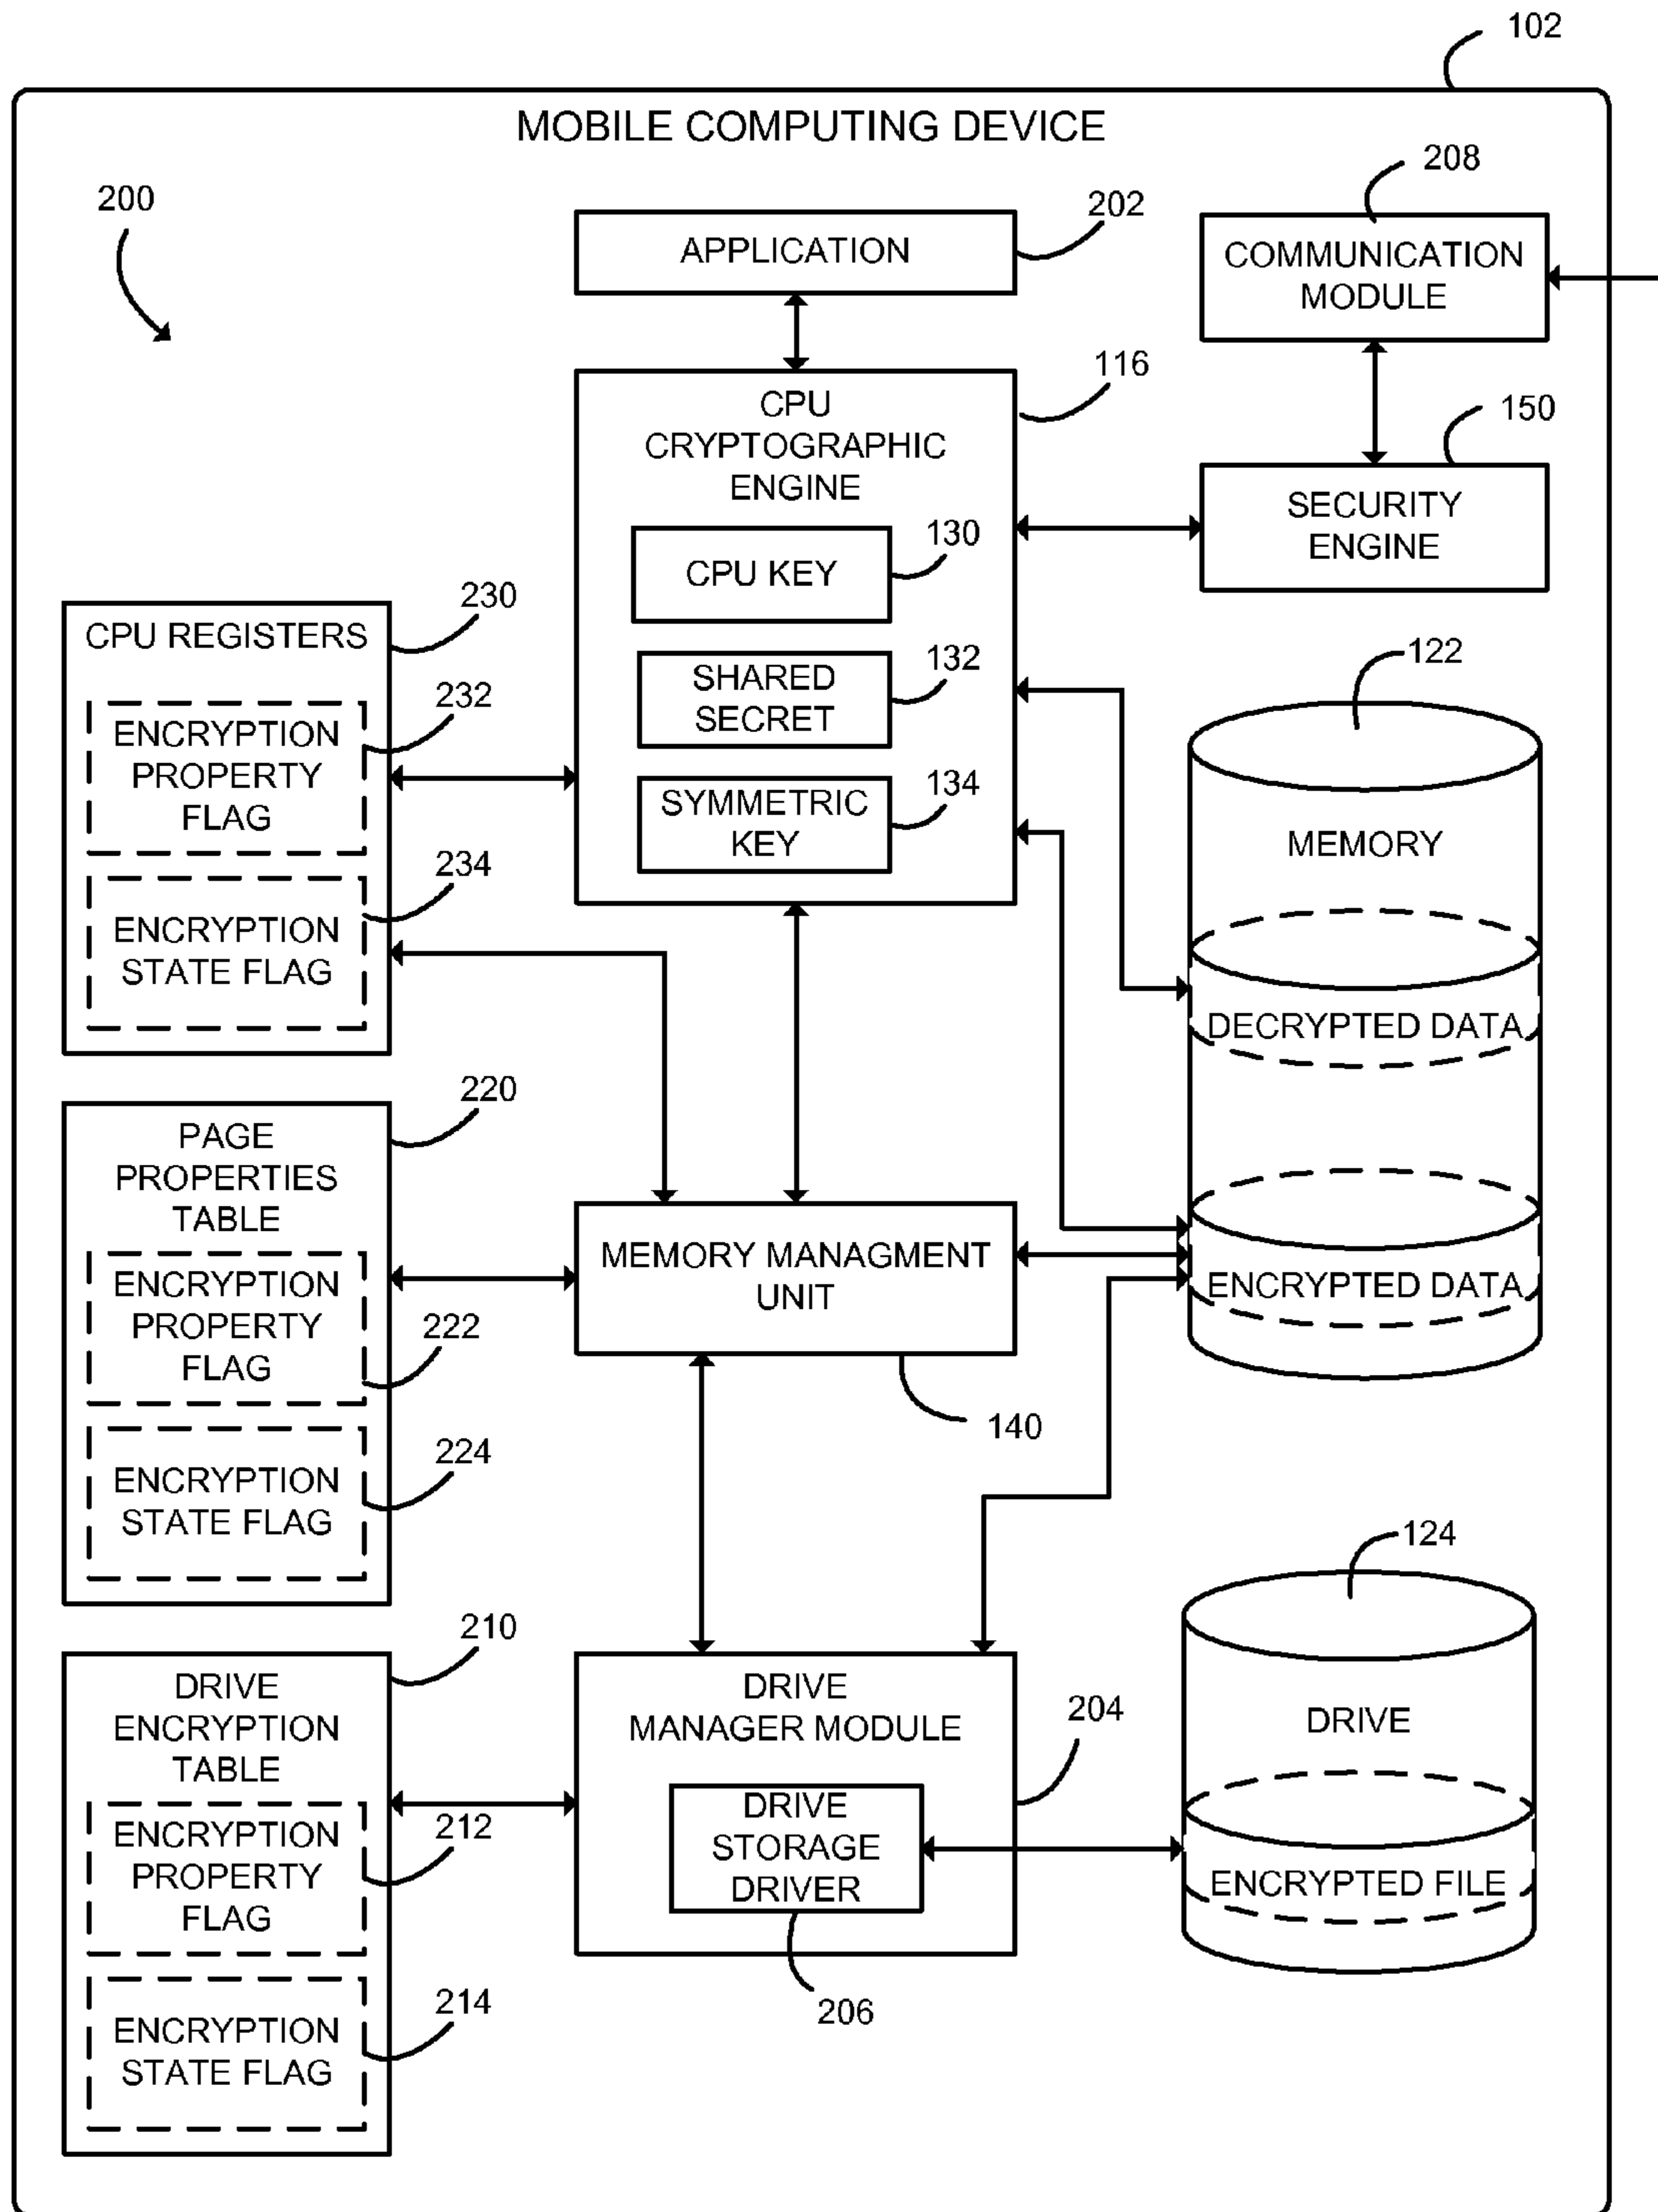 102
MOBILE COMPUTING DEVICE
200
202
APPLICATION
208
COMMUNICATION
MODULE
116
CPU
CRYPTOGRAPHIC
ENGINE
150
SECURITY
ENGINE
130
CPU KEY
132
SHARED
SECRET
134
SYMMETRIC
KEY
230
CPU REGISTERS
232
ENCRYPTION
PROPERTY
FLAG
234
ENCRYPTION
STATE FLAG
122
MEMORY
DECRYPTED DATA
ENCRYPTED DATA
220
PAGE
PROPERTIES
TABLE
ENCRYPTION
PROPERTY
FLAG
222
224
ENCRYPTION
STATE FLAG
MEMORY MANAGMENT
UNIT
140
210
DRIVE
ENCRYPTION
TABLE
ENCRYPTION
PROPERTY
FLAG
212
214
ENCRYPTION
STATE FLAG
DRIVE
MANAGER MODULE
204
DRIVE
STORAGE
DRIVER
206
124
DRIVE
ENCRYPTED FILE